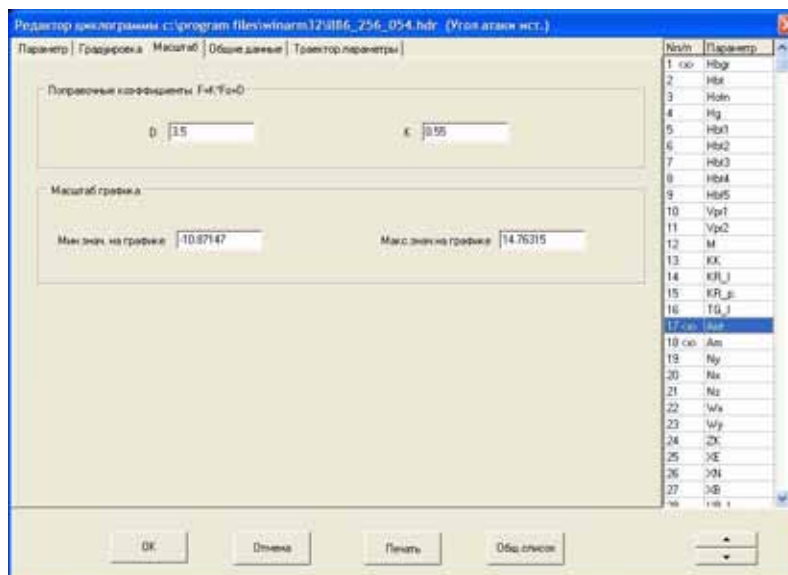 Редактор циклограммы c:\program files\winarm32\II86_256_054.hdr (Угол атаки ист.)
Параметр Градуировка Масштаб Общие данные Траектор.параметры
Поправочные коэффициенты F=K*Fo+D
D 3.5 K 0.55
Масштаб графика
Мин.знач. на графике -10.87147 Макс.знач.на графике 14.76315
Nп/п Параметр
1 Hbgr
2 Hbt
3 Hotn
4 Hg
5 Hbt1
6 Hbt2
7 Hbt3
8 Hbt4
9 Hbt5
10 Vpr1
11 Vpr2
12 M
13 KK
14 KR_l
15 KR_p
16 TG_l
17
18 Am
19 Ny
20 Nx
21 Nz
22 Wx
23 Wy
24 ZK
25 XE
26 XN
27 XB
OK Отмена Печать Общ.список